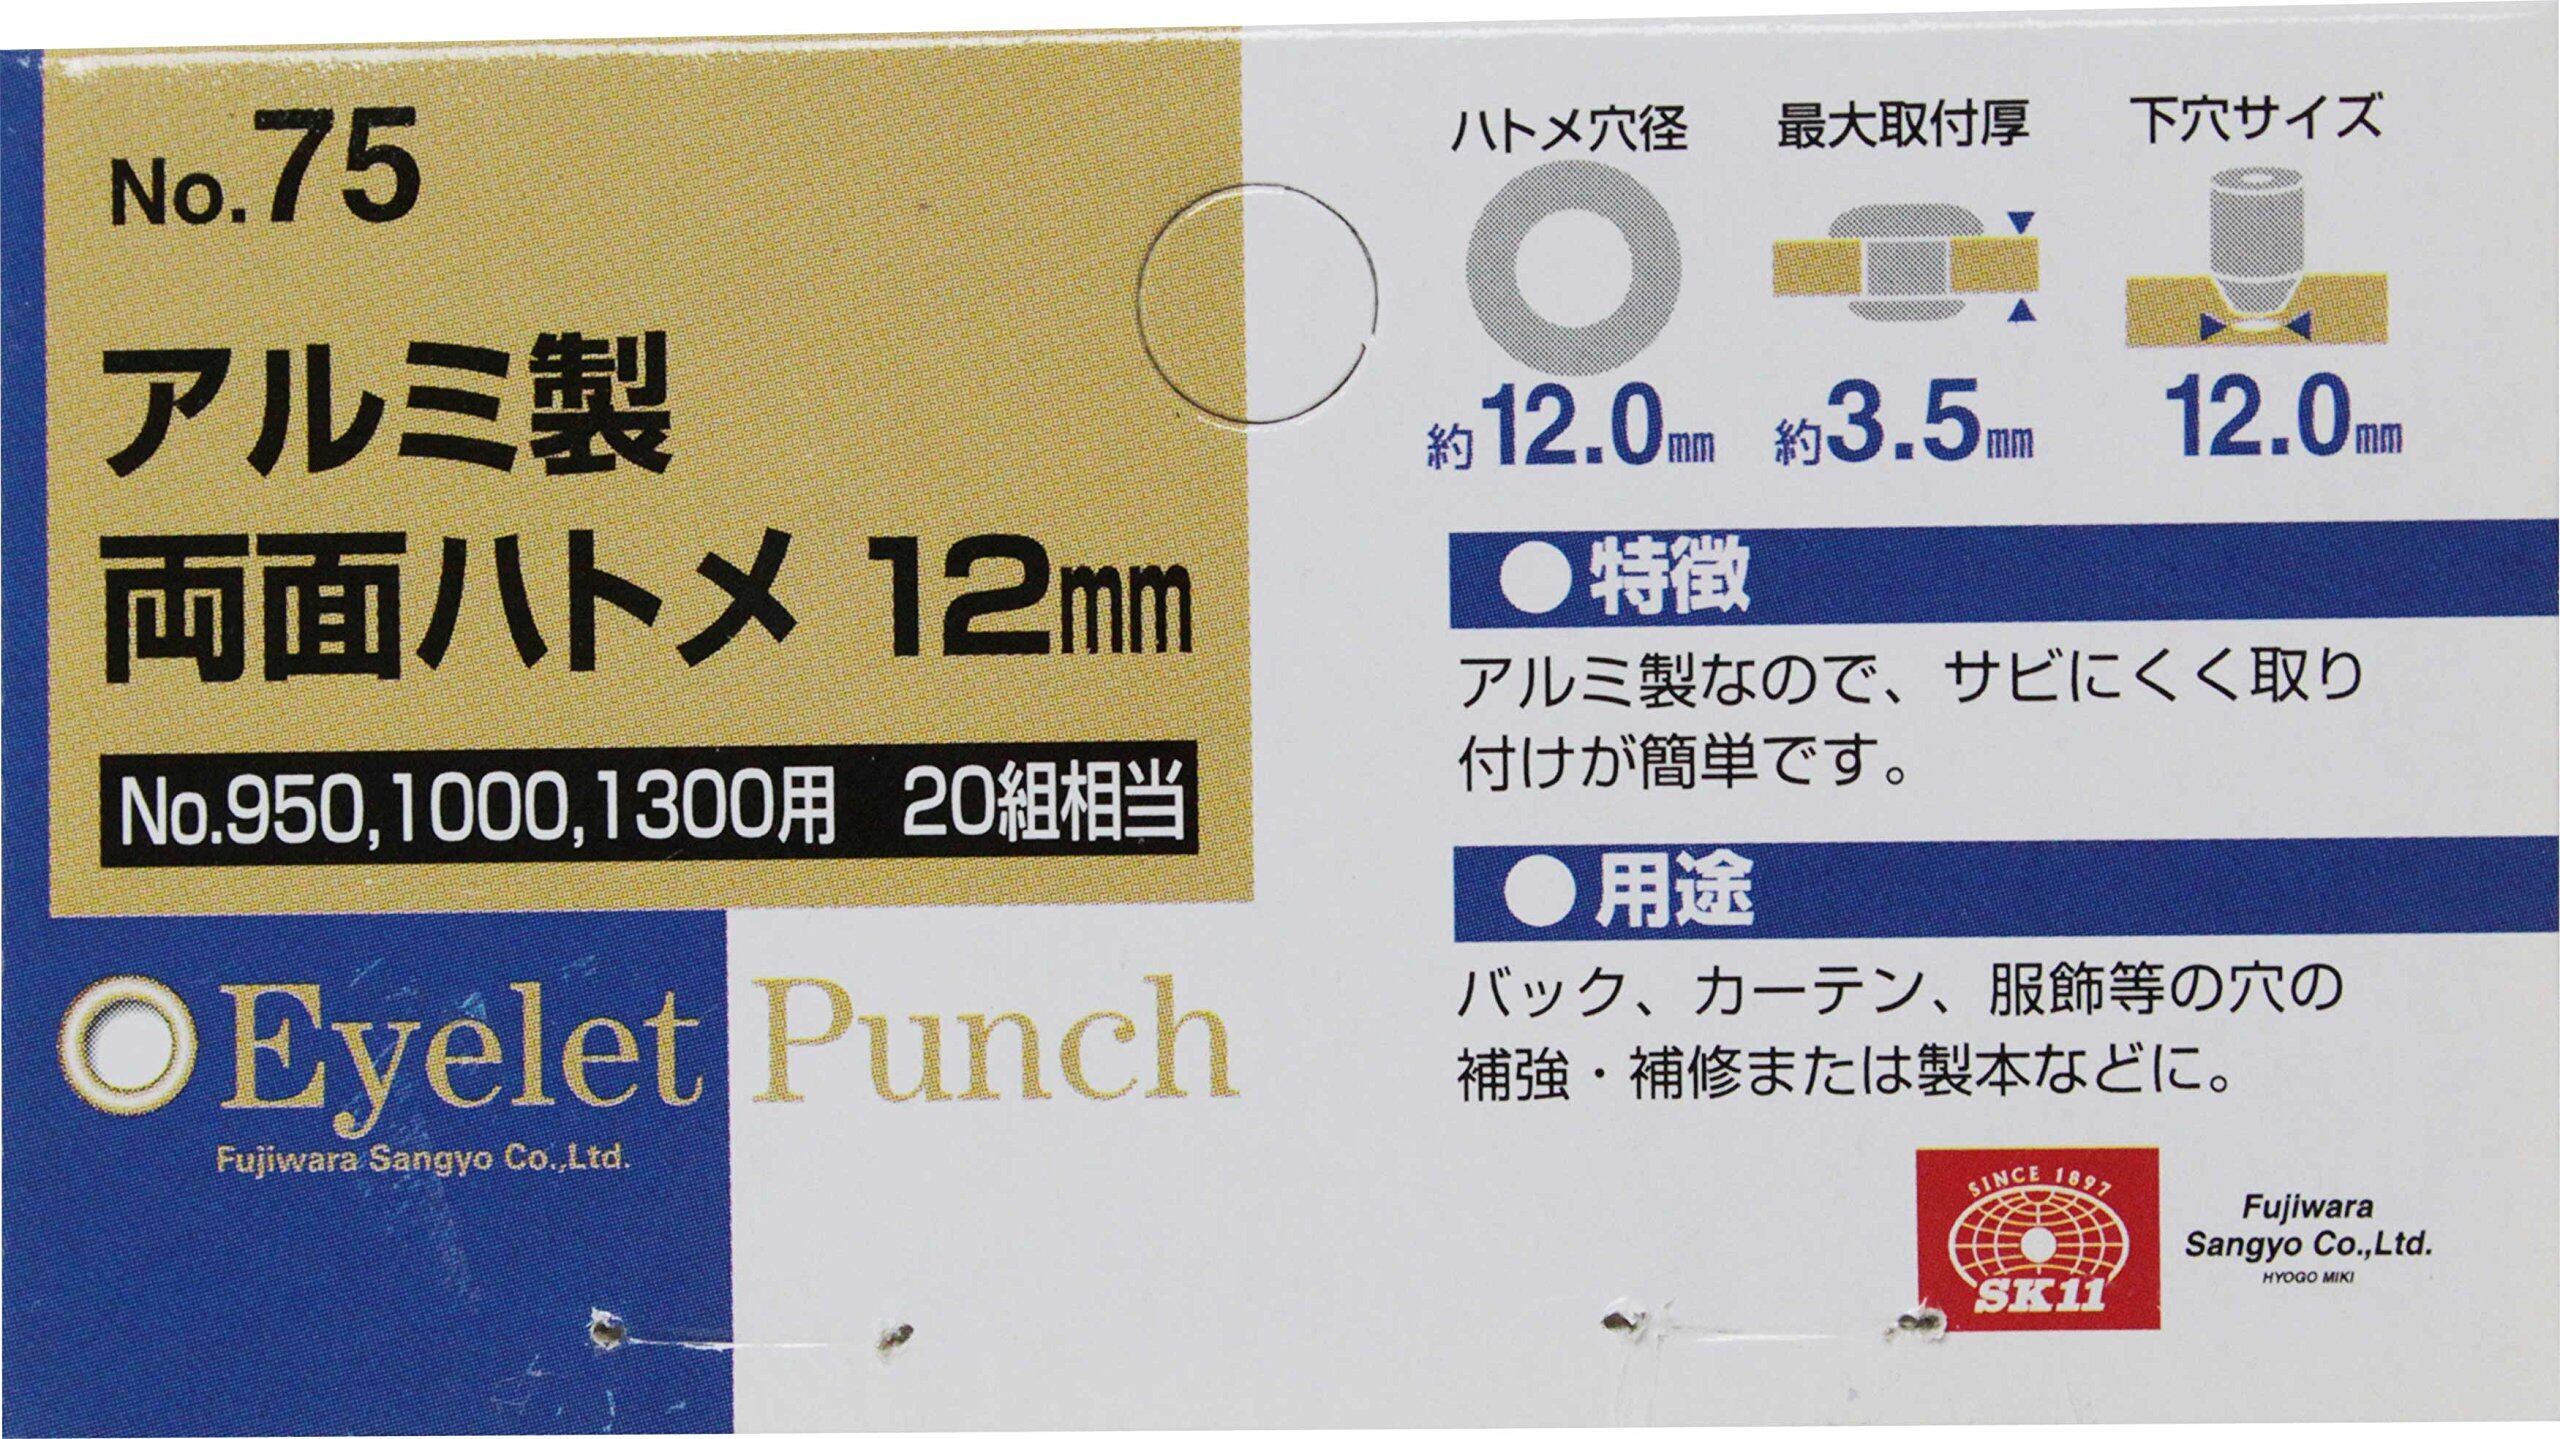 No.75
アルミ製
両面ハトメ 12mm
No.950,1000,1300用 20組相当
Eyelet Punch
Fujiwara Sangyo Co.,Ltd.
ハトメ穴径 最大取付厚 下穴サイズ
約12.0mm 約3.5mm 12.0mm
●特徴
アルミ製なので、サビにくく取り
付けが簡単です。
●用途
バック、カーテン、服飾等の穴の
補強・補修または製本などに。
SINCE 1897
SK11
Fujiwara
Sangyo Co.,Ltd.
HYOGO MIKI